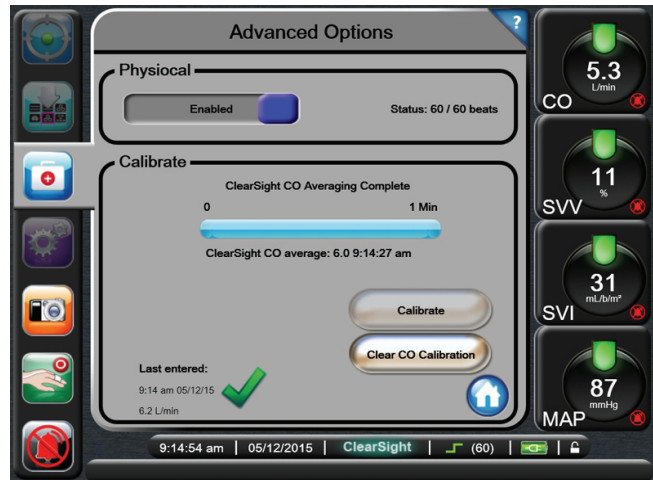 Advanced Options
?
Physiocal
Enabled
Status: 60 / 60 beats
Calibrate
ClearSight CO Averaging Complete
0 1 Min
ClearSight CO average: 6.0 9:14:27 am
Calibrate
Clear CO Calibration
Last entered:
9:14 am 05/12/15
6.2 L/min
5.3
L/min
CO
11
%
SVV
31
mL/b/m²
SVI
87
mmHg
MAP
9:14:54 am | 05/12/2015 | ClearSight | (60) |